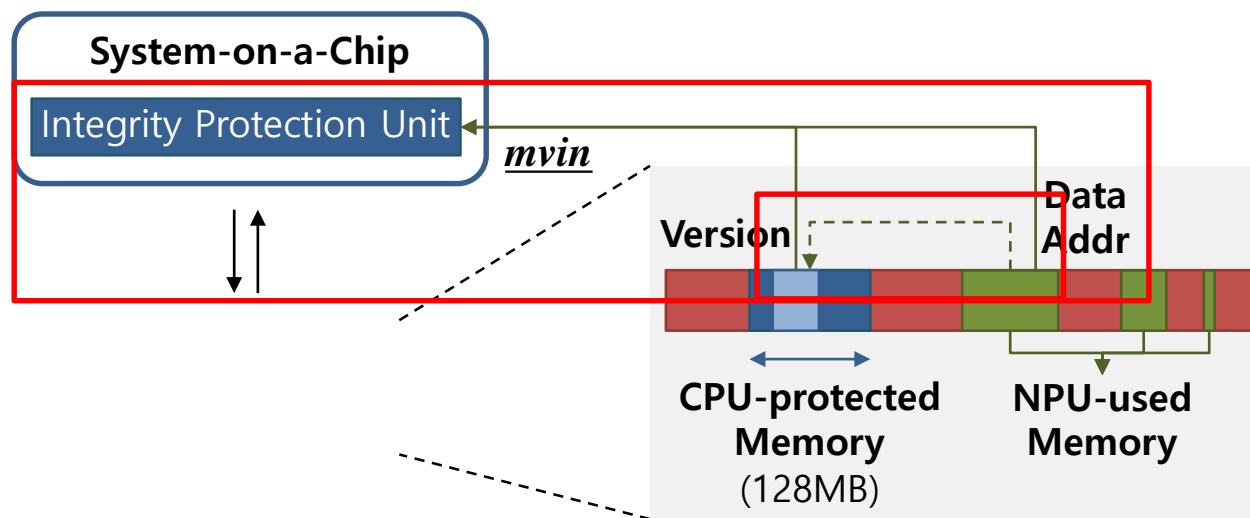 System-on-a-Chip
Integrity Protection Unit
mvin
Version
Data
Addr
CPU-protected
Memory
(128MB)
NPU-used
Memory